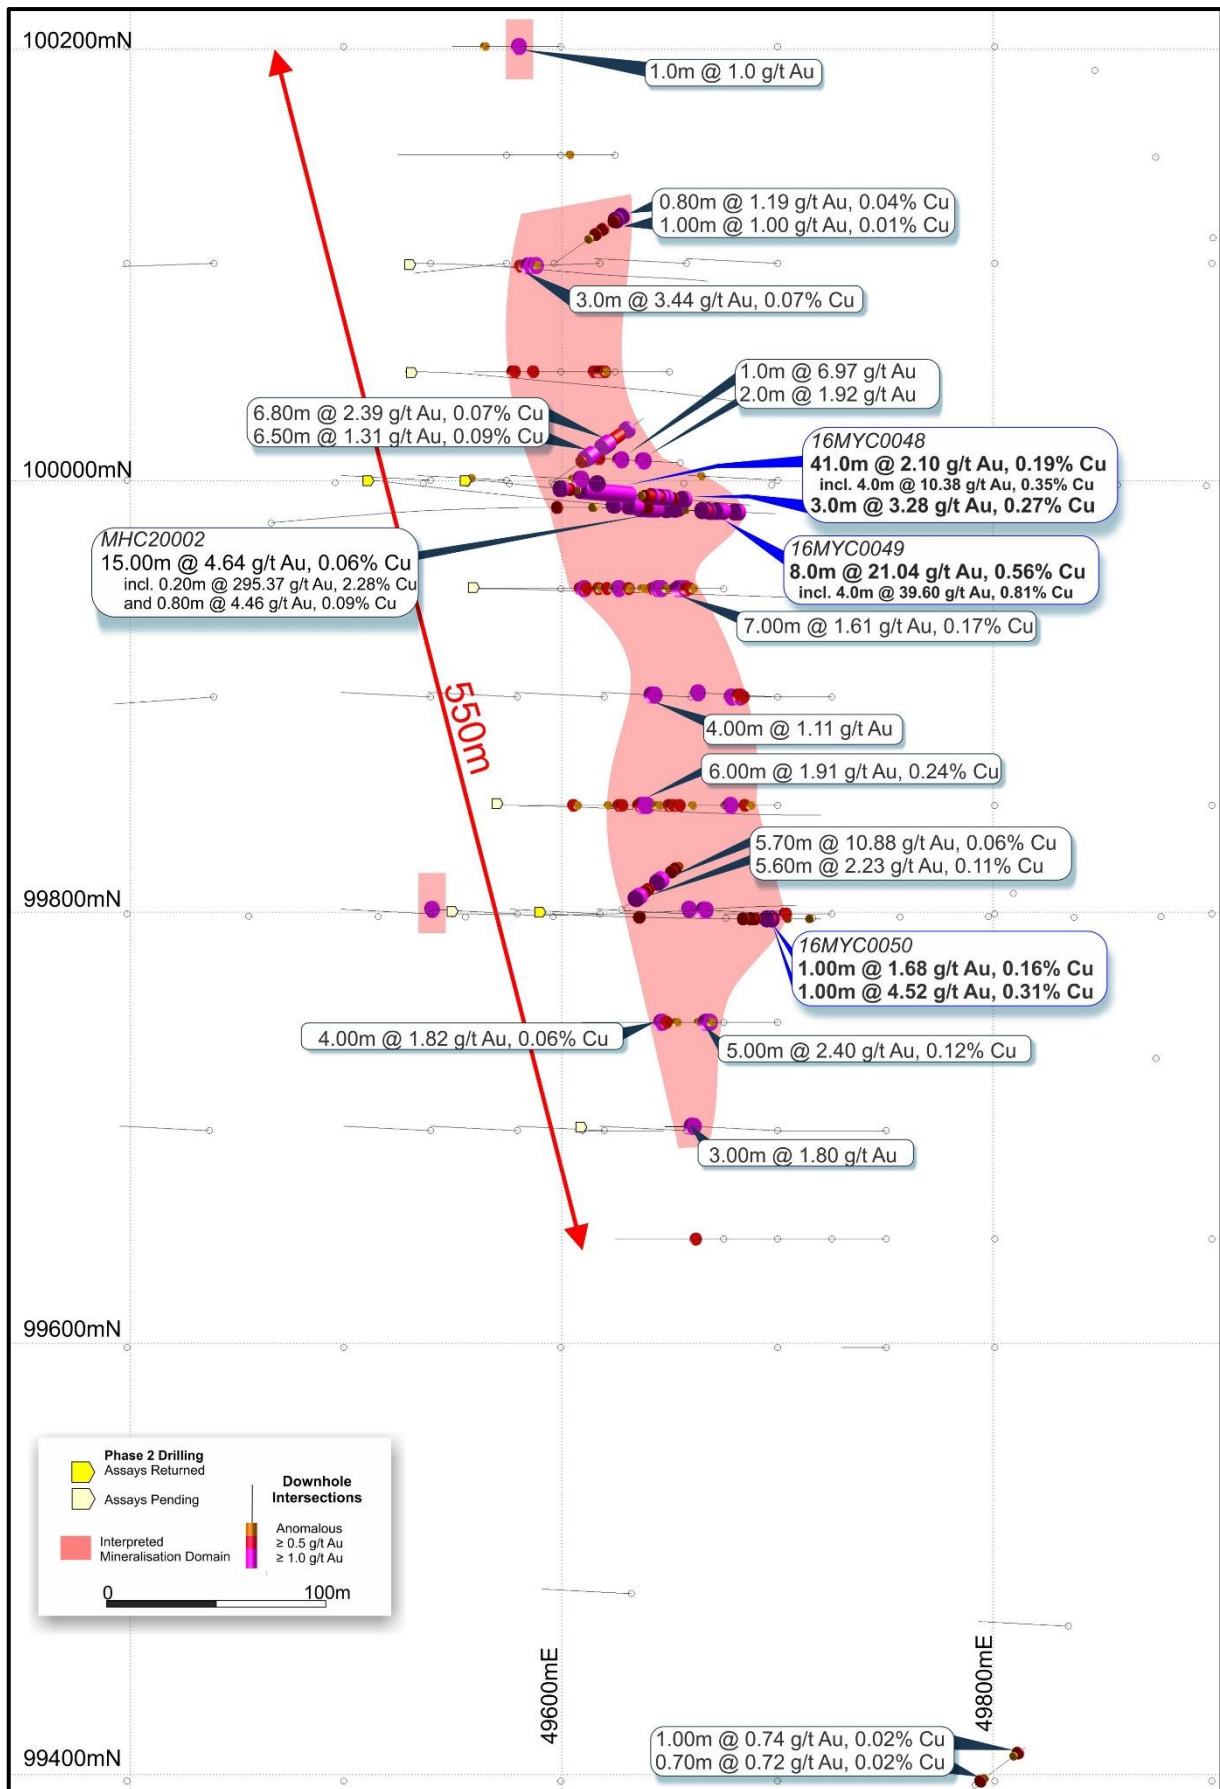 100200mN
1.0m @ 1.0 g/t Au
0.80m @ 1.19 g/t Au, 0.04% Cu
1.00m @ 1.00 g/t Au, 0.01% Cu
3.0m @ 3.44 g/t Au, 0.07% Cu
1.0m @ 6.97 g/t Au
2.0m @ 1.92 g/t Au
6.80m @ 2.39 g/t Au, 0.07% Cu
6.50m @ 1.31 g/t Au, 0.09% Cu
16MYC0048
41.0m @ 2.10 g/t Au, 0.19% Cu
incl. 4.0m @ 10.38 g/t Au, 0.35% Cu
3.0m @ 3.28 g/t Au, 0.27% Cu
100000mN
MHC20002
15.00m @ 4.64 g/t Au, 0.06% Cu
incl. 0.20m @ 295.37 g/t Au, 2.28% Cu
and 0.80m @ 4.46 g/t Au, 0.09% Cu
16MYC0049
8.0m @ 21.04 g/t Au, 0.56% Cu
incl. 4.0m @ 39.60 g/t Au, 0.81% Cu
7.00m @ 1.61 g/t Au, 0.17% Cu
550m
4.00m @ 1.11 g/t Au
6.00m @ 1.91 g/t Au, 0.24% Cu
5.70m @ 10.88 g/t Au, 0.06% Cu
5.60m @ 2.23 g/t Au, 0.11% Cu
99800mN
16MYC0050
1.00m @ 1.68 g/t Au, 0.16% Cu
1.00m @ 4.52 g/t Au, 0.31% Cu
4.00m @ 1.82 g/t Au, 0.06% Cu
5.00m @ 2.40 g/t Au, 0.12% Cu
3.00m @ 1.80 g/t Au
99600mN
Phase 2 Drilling
Assays Returned
Assays Pending
Interpreted
Mineralisation Domain
Downhole
Intersections
Anomalous
≥ 0.5 g/t Au
≥ 1.0 g/t Au
0 100m
49600mE
49800mE
1.00m @ 0.74 g/t Au, 0.02% Cu
0.70m @ 0.72 g/t Au, 0.02% Cu
99400mN